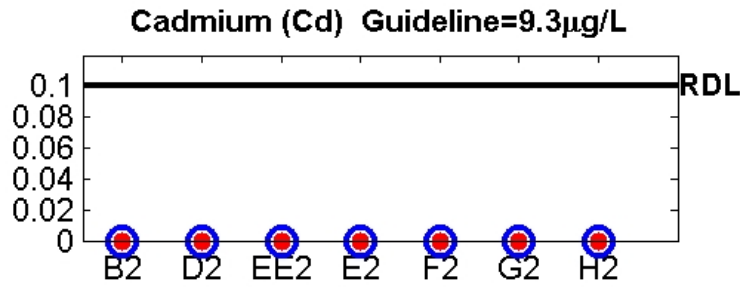 Cadmium (Cd)  Guideline=9.3μg/L
0.1
RDL
0.08
0.06
0.04
0.02
0
B2 D2 EE2 E2 F2 G2 H2